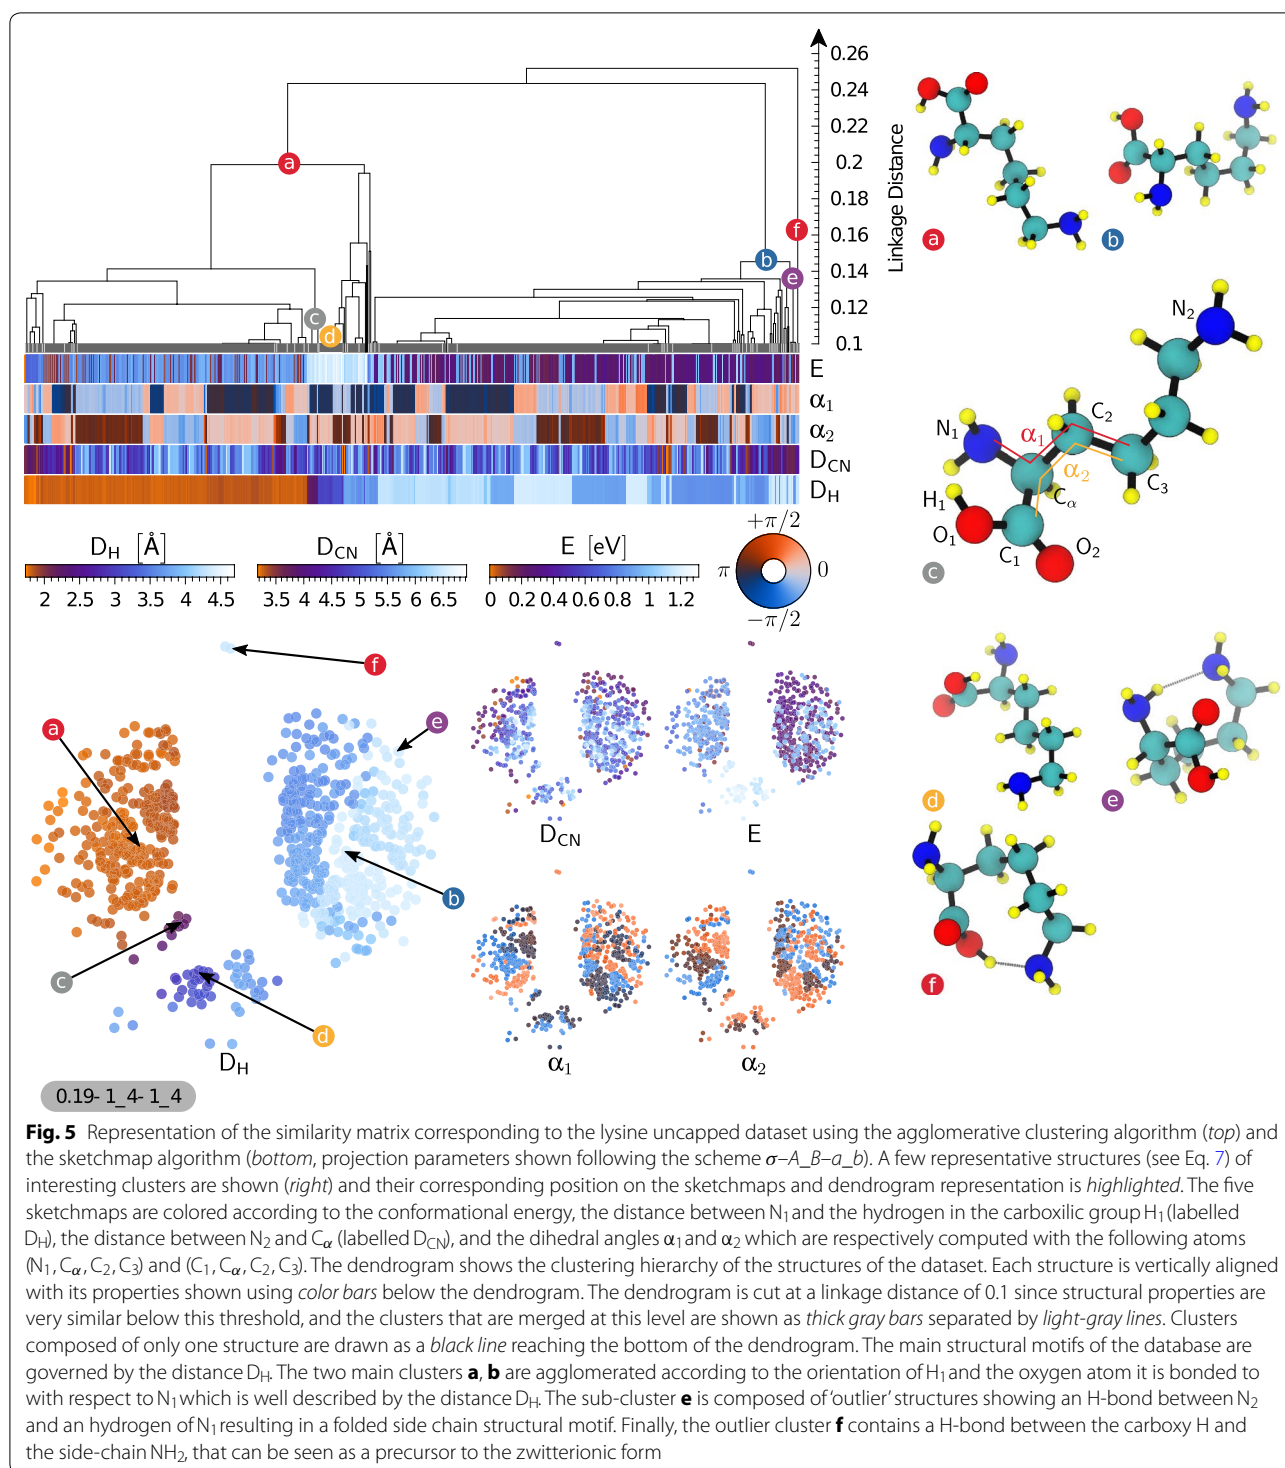 0.26
0.24
0.22
0.2
0.18
0.16
0.14
0.12
0.1
Linkage Distance
a
f
b
e
c
d
E
α1
α2
DCN
DH
DH [Å]
2 2.5 3 3.5 4 4.5
DCN [Å]
3.5 4 4.5 5 5.5 6 6.5
E [eV]
0 0.2 0.4 0.6 0.8 1 1.2
+π/2
π
0
−π/2
a
b
N2
N1
α1
C2
α2
H1
Cα
C3
O1
C1
O2
c
f
a
e
b
c
d
DH
DCN
E
α1
α2
d
e
f
0.19- 1_4- 1_4
Fig. 5 Representation of the similarity matrix corresponding to the lysine uncapped dataset using the agglomerative clustering algorithm (top) and
the sketchmap algorithm (bottom, projection parameters shown following the scheme σ–A_B–a_b). A few representative structures (see Eq. 7) of
interesting clusters are shown (right) and their corresponding position on the sketchmaps and dendrogram representation is highlighted. The five
sketchmaps are colored according to the conformational energy, the distance between N1 and the hydrogen in the carboxilic group H1 (labelled
DH), the distance between N2 and Cα (labelled DCN), and the dihedral angles α1 and α2 which are respectively computed with the following atoms
(N1, Cα, C2, C3) and (C1, Cα, C2, C3). The dendrogram shows the clustering hierarchy of the structures of the dataset. Each structure is vertically aligned
with its properties shown using color bars below the dendrogram. The dendrogram is cut at a linkage distance of 0.1 since structural properties are
very similar below this threshold, and the clusters that are merged at this level are shown as thick gray bars separated by light-gray lines. Clusters
composed of only one structure are drawn as a black line reaching the bottom of the dendrogram. The main structural motifs of the database are
governed by the distance DH. The two main clusters a, b are agglomerated according to the orientation of H1 and the oxygen atom it is bonded to
with respect to N1 which is well described by the distance DH. The sub-cluster e is composed of ‘outlier’ structures showing an H-bond between N2
and an hydrogen of N1 resulting in a folded side chain structural motif. Finally, the outlier cluster f contains a H-bond between the carboxy H and
the side-chain NH2, that can be seen as a precursor to the zwitterionic form